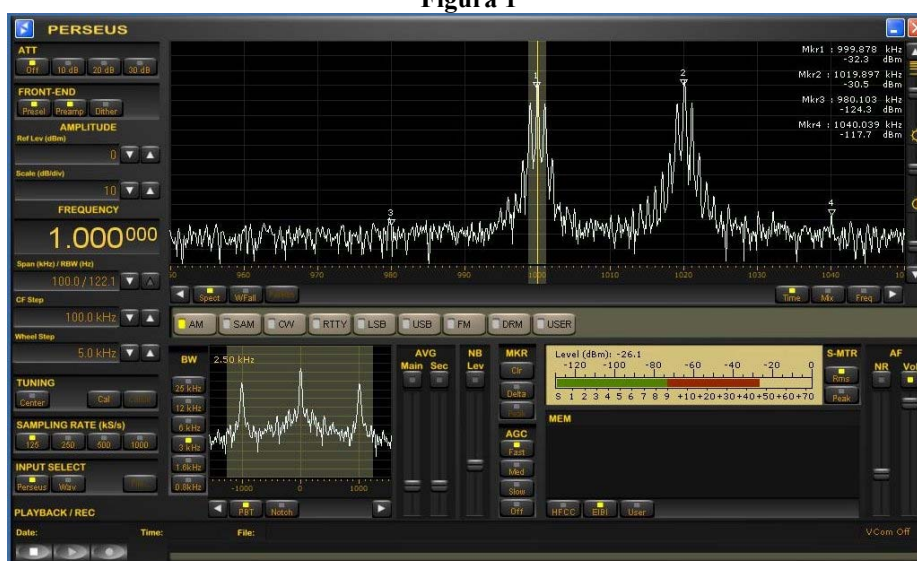 Figura 1
PERSEUS
ATT
Off 10 dB 20 dB 30 dB
FRONT-END
Presel Preamp Dither
AMPLITUDE
Ref Lev (dBm)
0
Scale (dB/div)
10
FREQUENCY
1.000000
Span (kHz) / RBW (Hz)
100.0 / 122.1
CF Step
100.0 kHz
Wheel Step
5.0 kHz
TUNING
Center Cal
SAMPLING RATE (kS/s)
125 250 500 1000
INPUT SELECT
Perseus Wav
PLAYBACK / REC
Date: Time: File:
Mkr1 : 999.878 kHz
-32.3 dBm
Mkr2 : 1019.897 kHz
-30.5 dBm
Mkr3 : 980.103 kHz
-124.3 dBm
Mkr4 : 1040.039 kHz
-117.7 dBm
1
2
3
4
50 960 970 980 990 1000 1010 1020 1030 1040 10
Spect WFall
Time Mix Freq
AM SAM CW RTTY LSB USB FM DRM USER
BW 2.50 kHz
25 kHz
12 kHz
6 kHz
3 kHz
1.6kHz
0.8kHz
-1000 0 1000
PBT Notch
AVG
Main Sec
NB
Lev
MKR
Clr
Delta
Peak
AGC
Fast
Med
Slow
Off
Level (dBm): -26.1
-120 -100 -80 -60 -40 -20 0
S 1 2 3 4 5 6 7 8 9 +10+20+30+40+50+60+70
S-MTR
Rms
Peak
AF
NR Vol
MEM
HFCC EIBI User
VCom Off